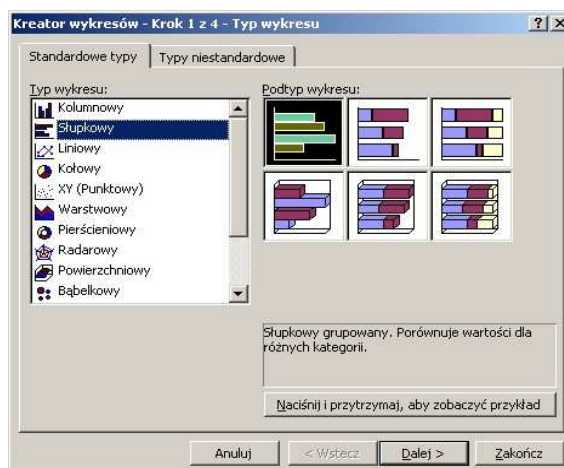 Kreator wykresów - Krok 1 z 4 - Typ wykresu
Standardowe typy
Typy niestandardowe
Typ wykresu:
Kolumnowy
Słupkowy
Liniowy
Kołowy
XY (Punktowy)
Warstwowy
Pierścieniowy
Radarowy
Powierzchniowy
Bąbelkowy
Podtyp wykresu:
Słupkowy grupowany. Porównuje wartości dla
różnych kategorii.
Naciśnij i przytrzymaj, aby zobaczyć przykład
Anuluj
< Wstecz
Dalej >
Zakończ